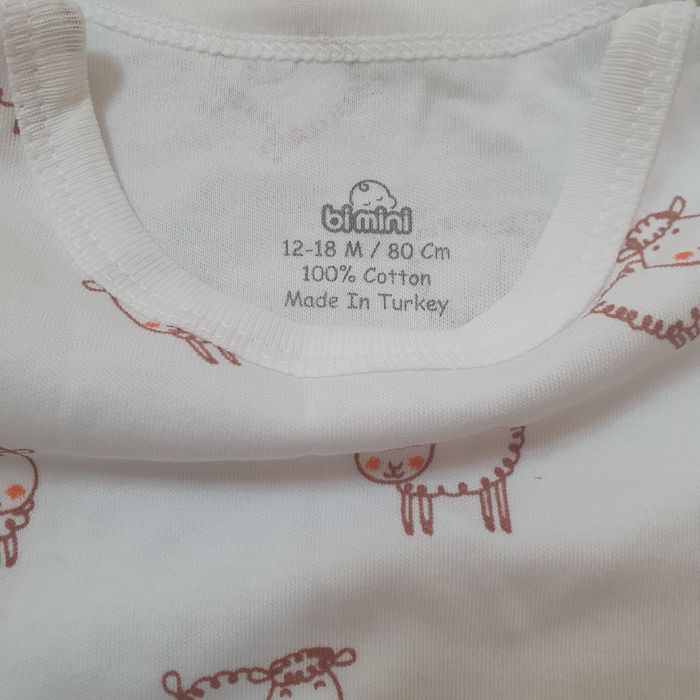 bimini
12-18 M / 80 Cm
100% Cotton
Made In Turkey